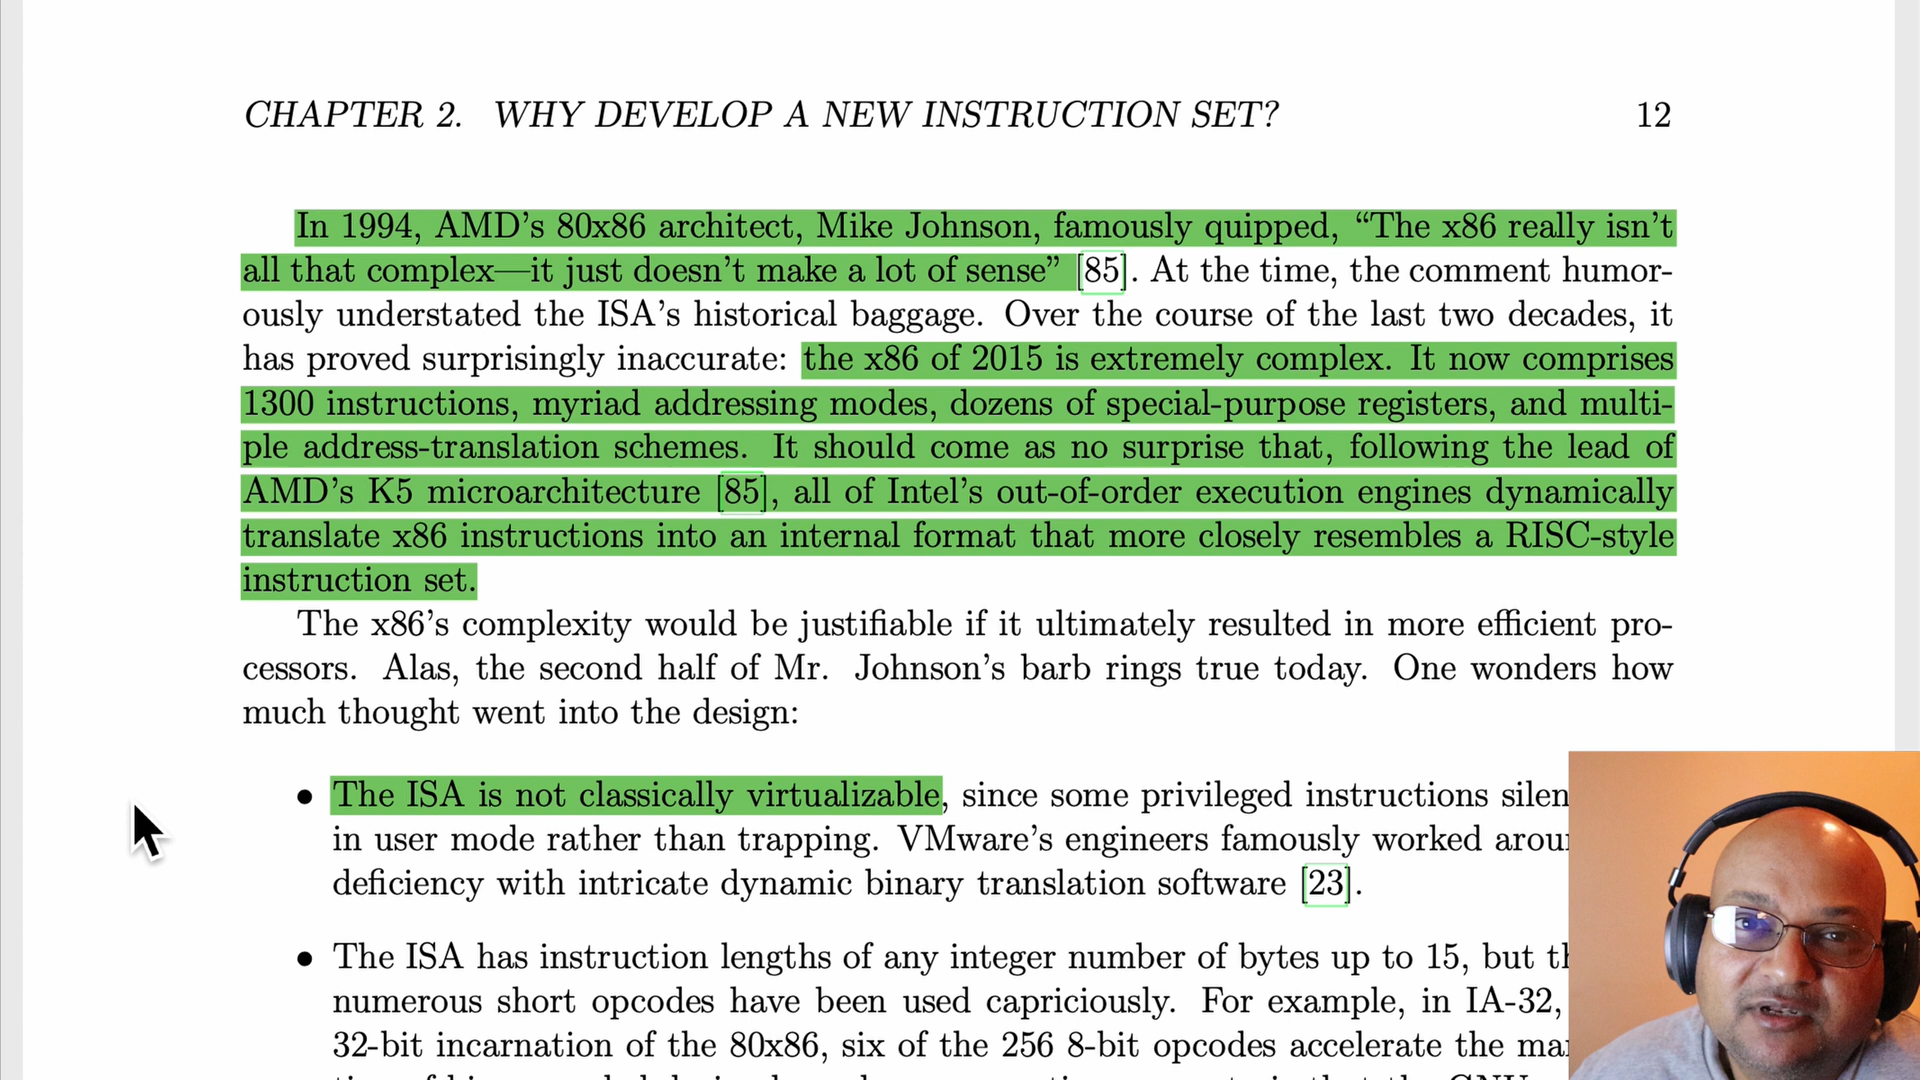 CHAPTER 2. WHY DEVELOP A NEW INSTRUCTION SET? 12
In 1994, AMD’s 80x86 architect, Mike Johnson, famously quipped, “The x86 really isn’t
all that complex—it just doesn’t make a lot of sense” [85]. At the time, the comment humor-
ously understated the ISA’s historical baggage. Over the course of the last two decades, it
has proved surprisingly inaccurate: the x86 of 2015 is extremely complex. It now comprises
1300 instructions, myriad addressing modes, dozens of special-purpose registers, and multi-
ple address-translation schemes. It should come as no surprise that, following the lead of
AMD’s K5 microarchitecture [85], all of Intel’s out-of-order execution engines dynamically
translate x86 instructions into an internal format that more closely resembles a RISC-style
instruction set.
The x86’s complexity would be justifiable if it ultimately resulted in more efficient pro-
cessors. Alas, the second half of Mr. Johnson’s barb rings true today. One wonders how
much thought went into the design:
• The ISA is not classically virtualizable, since some privileged instructions silen
in user mode rather than trapping. VMware’s engineers famously worked arou
deficiency with intricate dynamic binary translation software [23].
• The ISA has instruction lengths of any integer number of bytes up to 15, but th
numerous short opcodes have been used capriciously. For example, in IA-32,
32-bit incarnation of the 80x86, six of the 256 8-bit opcodes accelerate the ma